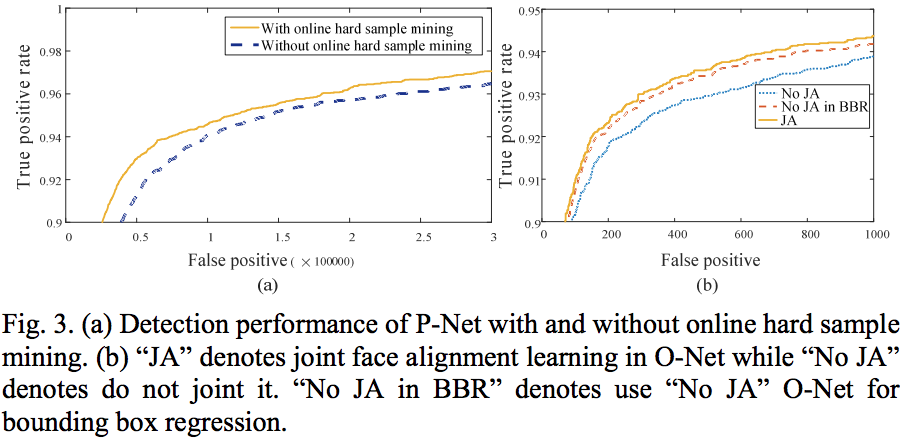 1
0.98
0.96
0.94
0.92
0.9
True positive rate
With online hard sample mining
Without online hard sample mining
0 0.5 1 1.5 2 2.5 3
False positive ( × 100000)
(a)
0.95
0.94
0.93
0.92
0.91
0.9
True positive rate
No JA
No JA in BBR
JA
0 200 400 600 800 1000
False positive
(b)
Fig. 3. (a) Detection performance of P-Net with and without online hard sample
mining. (b) “JA” denotes joint face alignment learning in O-Net while “No JA”
denotes do not joint it. “No JA in BBR” denotes use “No JA” O-Net for
bounding box regression.